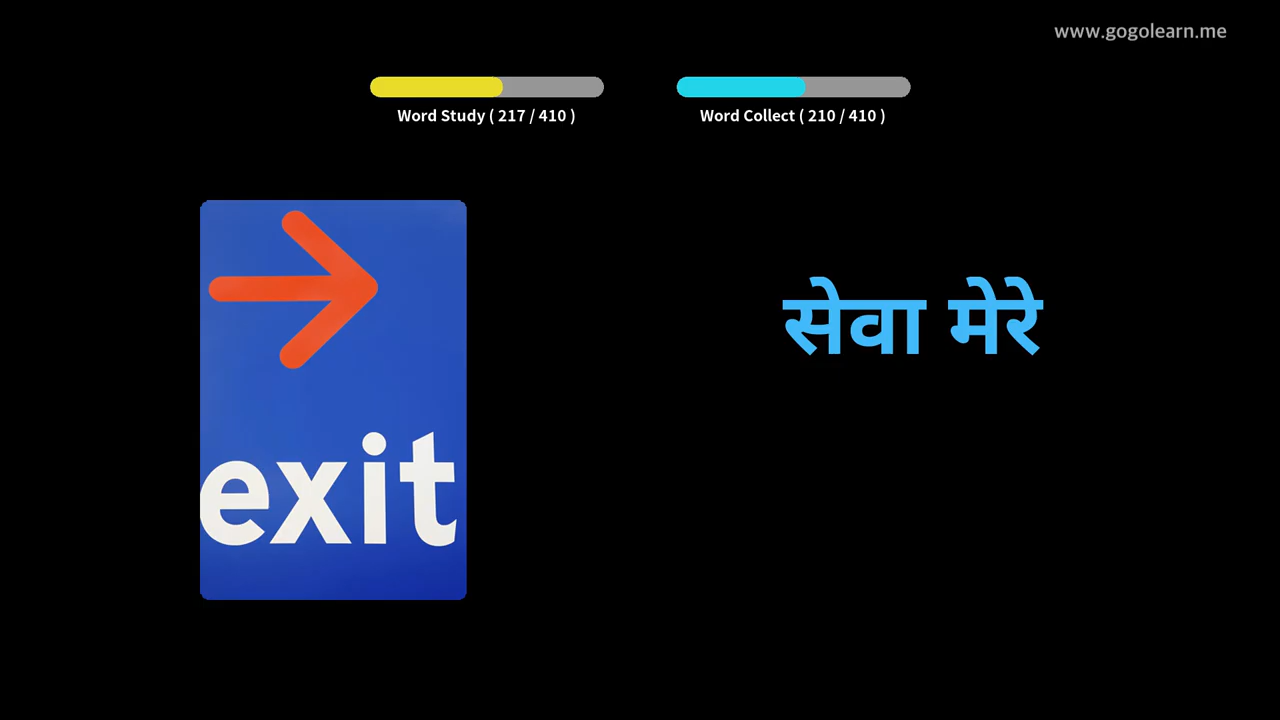 www.gogolearn.me
Word Study ( 217 / 410 )
Word Collect ( 210 / 410 )
exit
सेवा मेरे